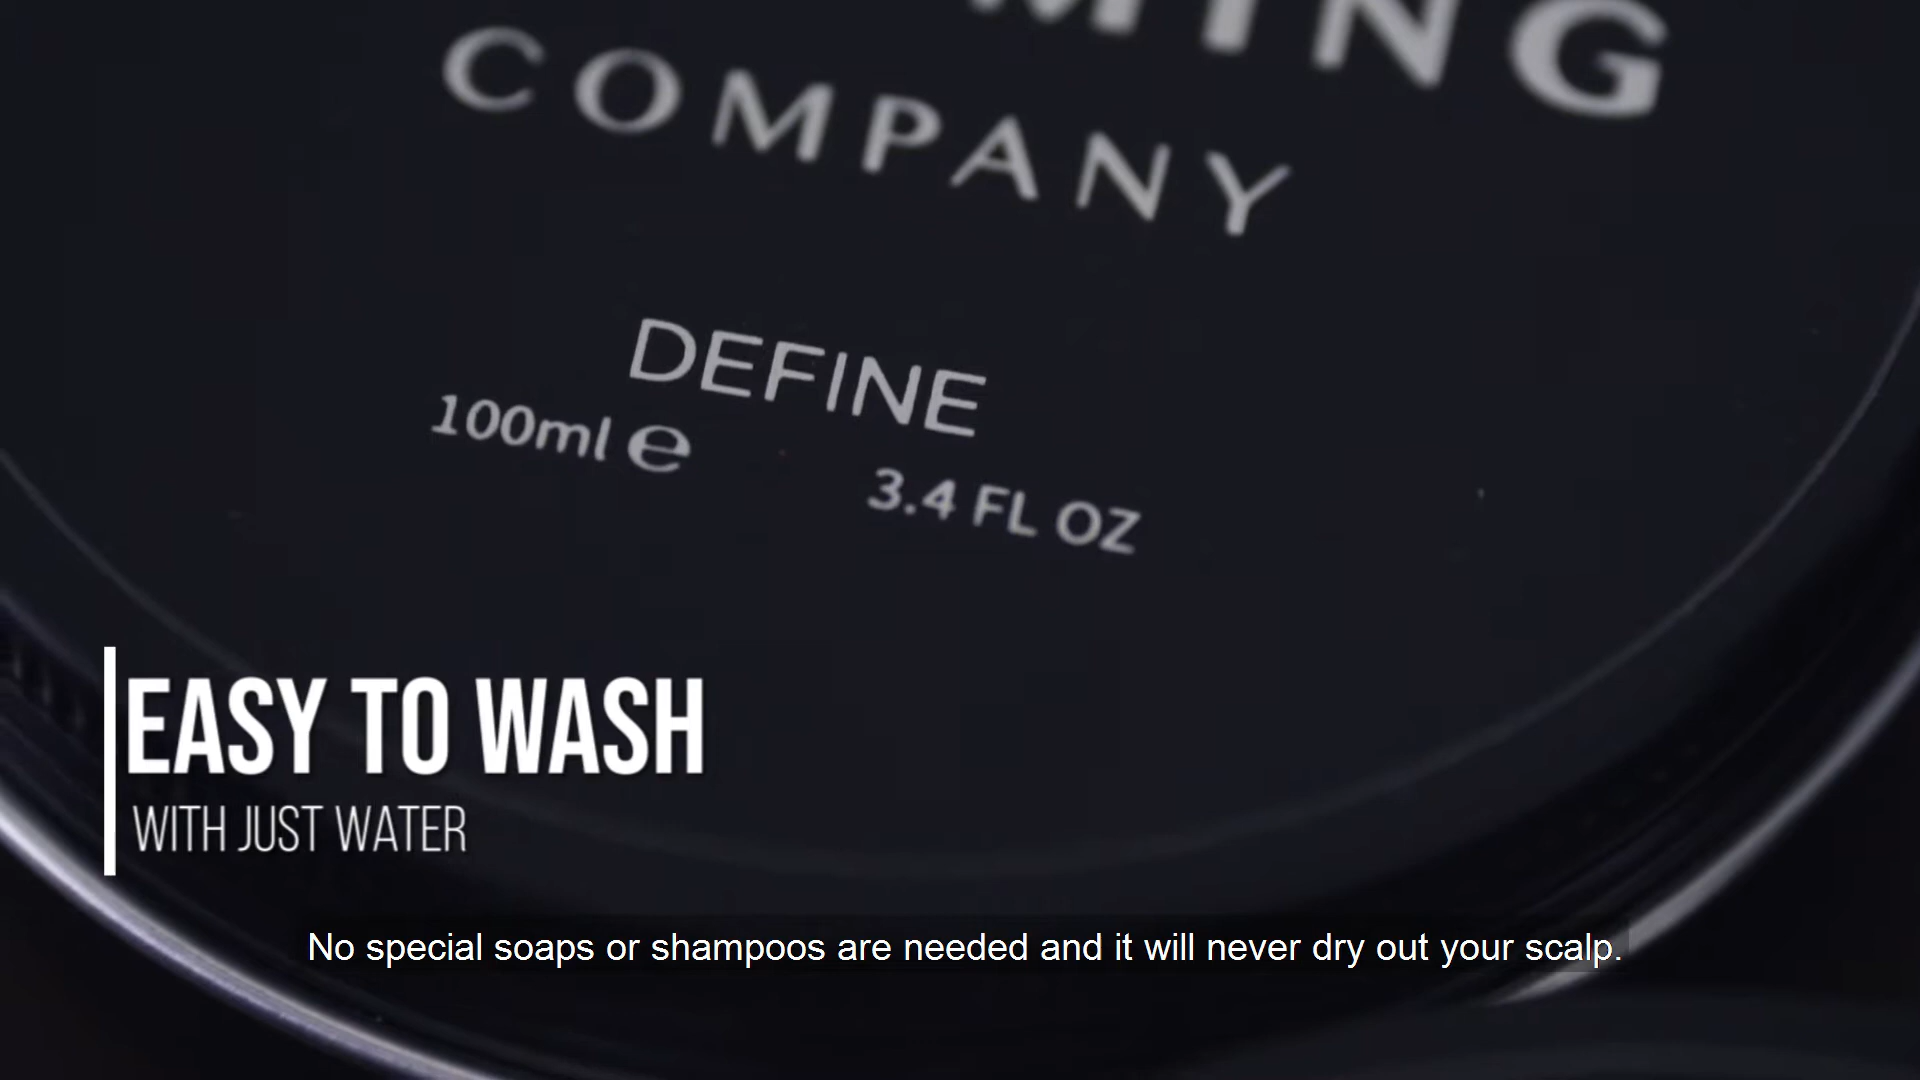 MING
COMPANY
DEFINE
100ml ℮
3.4 FL OZ
EASY TO WASH
WITH JUST WATER
No special soaps or shampoos are needed and it will never dry out your scalp.